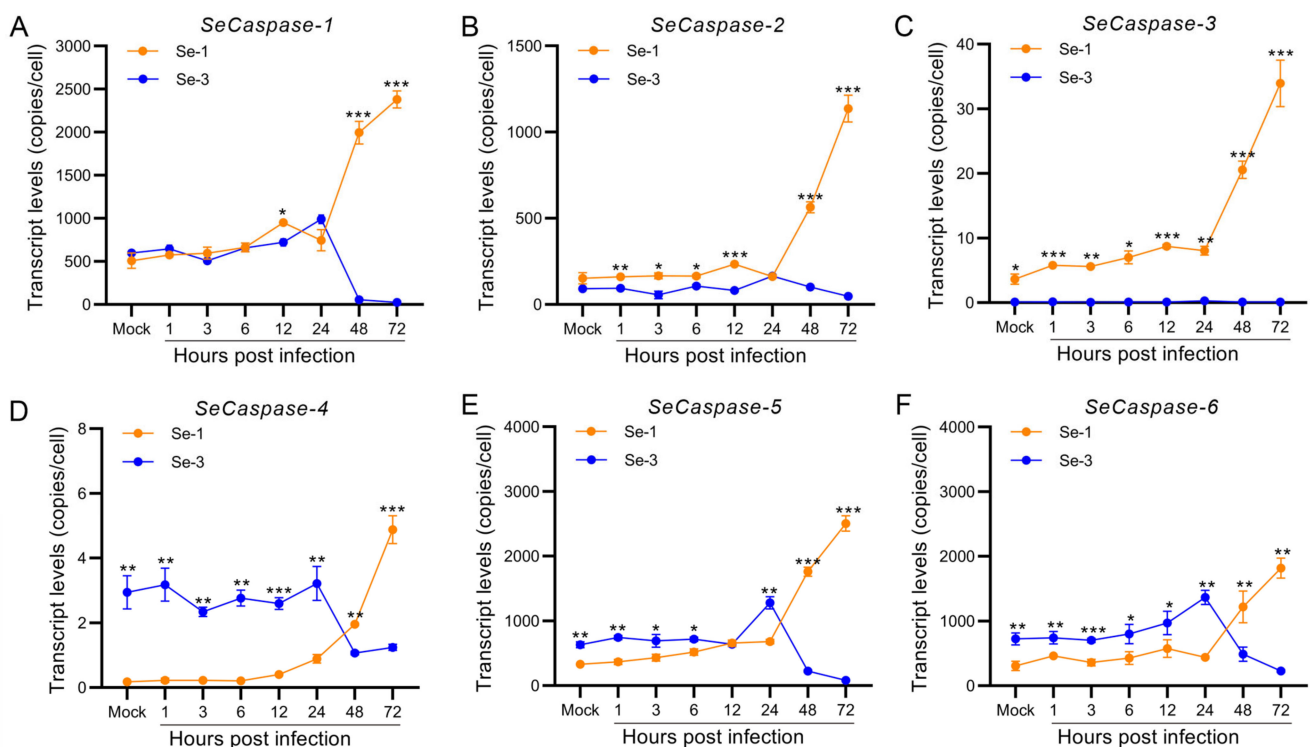 A
SeCaspase-1
Se-1
Se-3
Transcript levels (copies/cell)
3000
2500
2000
1500
1000
500
0
*
***
***
Mock 1 3 6 12 24 48 72
Hours post infection
B
SeCaspase-2
Se-1
Se-3
Transcript levels (copies/cell)
1500
1000
500
0
** * * *** *** ***
Mock 1 3 6 12 24 48 72
Hours post infection
C
SeCaspase-3
Se-1
Se-3
Transcript levels (copies/cell)
40
30
20
10
0
* *** ** * *** ** *** ***
Mock 1 3 6 12 24 48 72
Hours post infection
D
SeCaspase-4
Se-1
Se-3
Transcript levels (copies/cell)
8
6
4
2
0
** ** ** ** *** ** ** ***
Mock 1 3 6 12 24 48 72
Hours post infection
E
SeCaspase-5
Se-1
Se-3
Transcript levels (copies/cell)
4000
3000
2000
1000
0
** ** * * ** *** ***
Mock 1 3 6 12 24 48 72
Hours post infection
F
SeCaspase-6
Se-1
Se-3
Transcript levels (copies/cell)
4000
3000
2000
1000
0
** ** *** * * ** ** **
Mock 1 3 6 12 24 48 72
Hours post infection